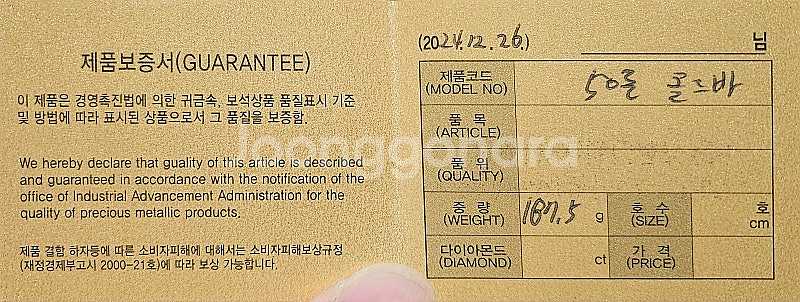 제품보증서(GUARANTEE)
이 제품은 경영촉진법에 의한 귀금속, 보석상품 품질표시 기준
및 방법에 따라 표시된 상품으로서 그 품질을 보증함.
We hereby declare that guality of this article is described
and guaranteed in accordance with the notification of the
office of Industrial Advancement Administration for the
quality of precious metallic products.
제품 결함 하자등에 따른 소비자피해에 대해서는 소비자피해보상규정
(재정경제부고시 2000-21호)에 따라 보상 가능합니다.
(2024.12.26.) 님
제품코드 50돈 골드바
(MODEL NO)
품 목
(ARTICLE)
품 위
(QUALITY)
중 량 187.5 g 호 수 호
(WEIGHT) (SIZE) cm
다이아몬드 ct 가 격
(DIAMOND) (PRICE)
Joonggonara